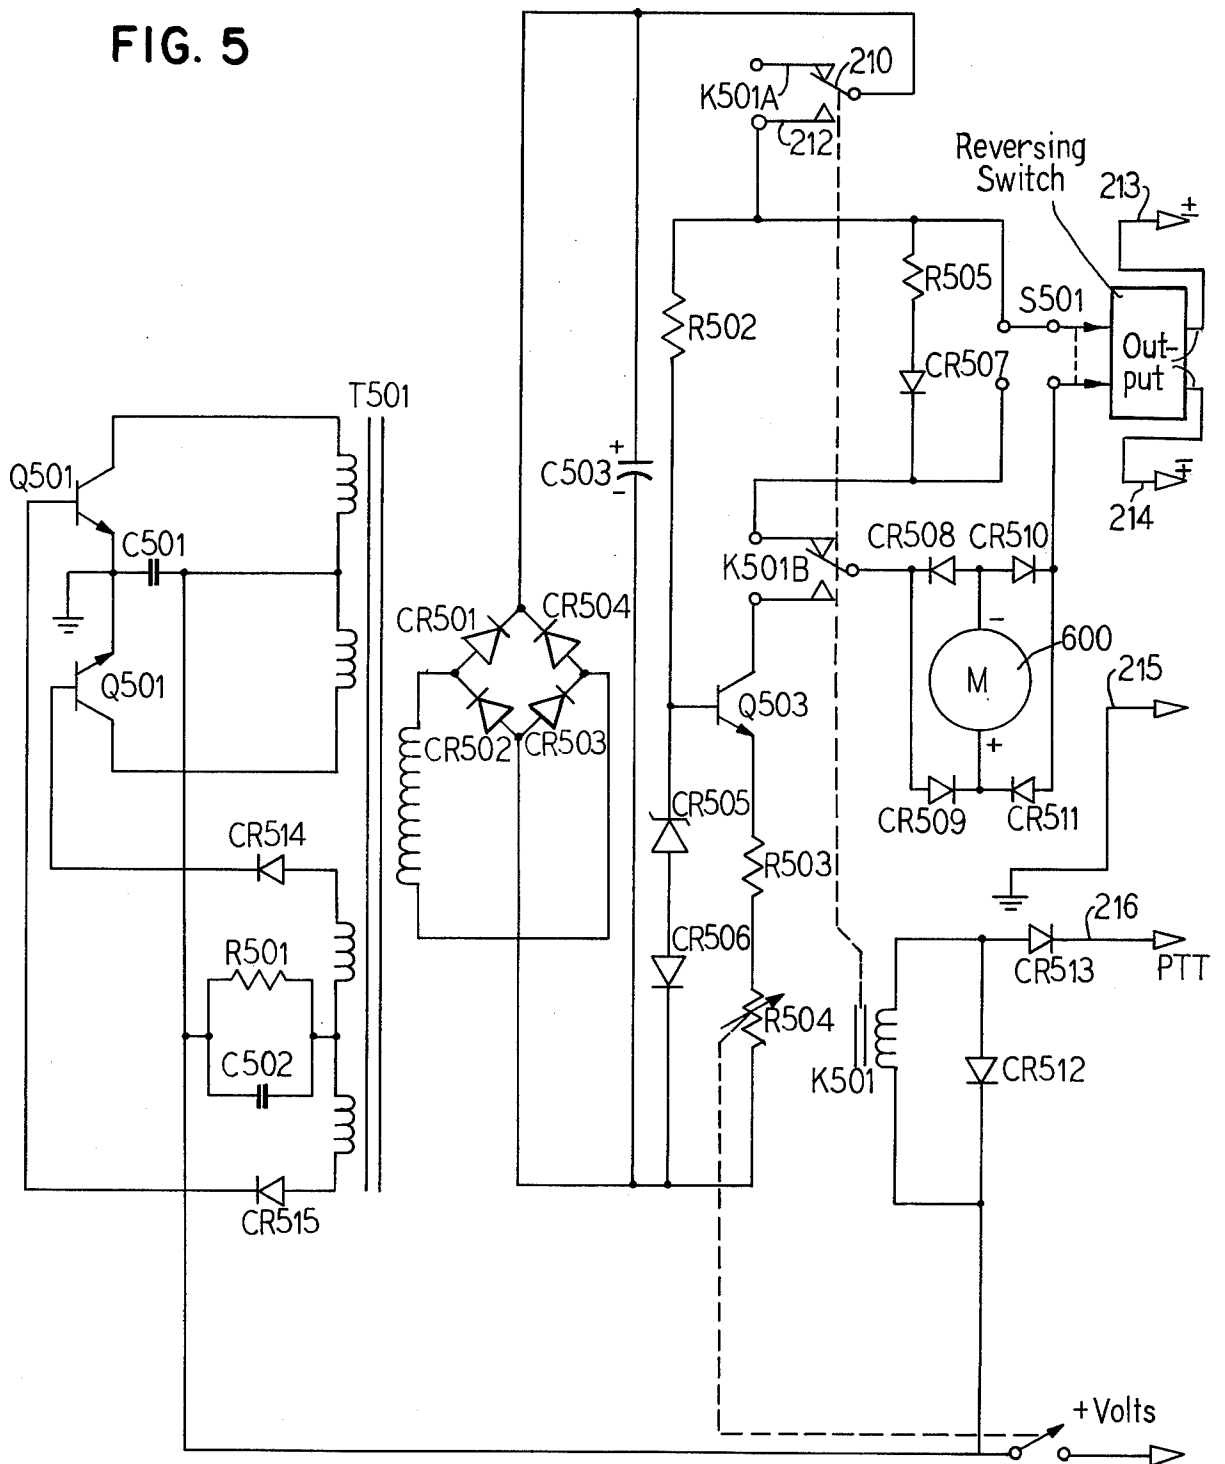 FIG. 5
K501A
210
212
Reversing
Switch
213
±
R505
S501
R502
CR507
Out-
put
T501
Q501
C501
C503
+
-
214
∓
K501B
CR508
CR510
CR501
CR504
-
600
M
+
215
Q501
Q503
CR502
CR503
CR505
CR509
CR511
CR514
R503
R501
CR506
216
CR513
PTT
R504
C502
K501
CR512
CR515
+Volts